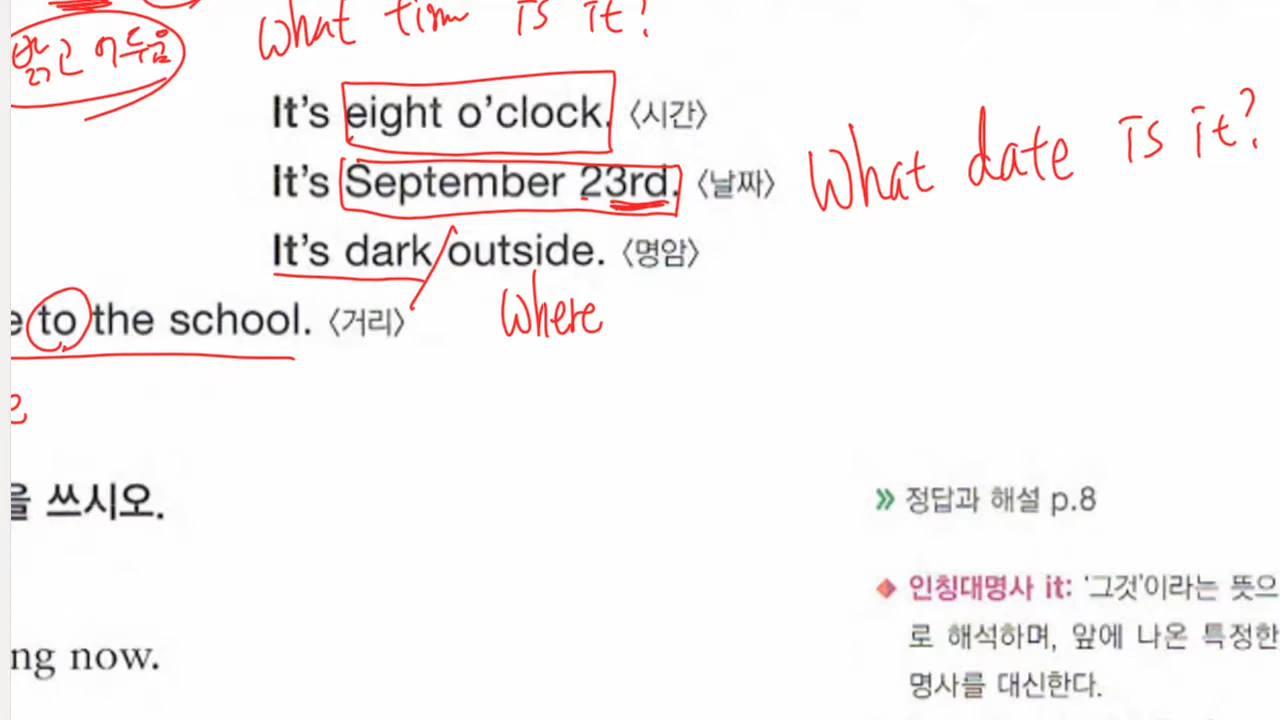 What time is it?
밝고 어두움
It's eight o'clock. 〈시간〉
It's September 23rd. 〈날짜〉
What date is it?
It's dark / outside. 〈명암〉
where
e to the school. 〈거리〉
e
을 쓰시오.
» 정답과 해설 p.8
인칭대명사 it: '그것'이라는 뜻으
로 해석하며, 앞에 나온 특정한
명사를 대신한다.
ng now.